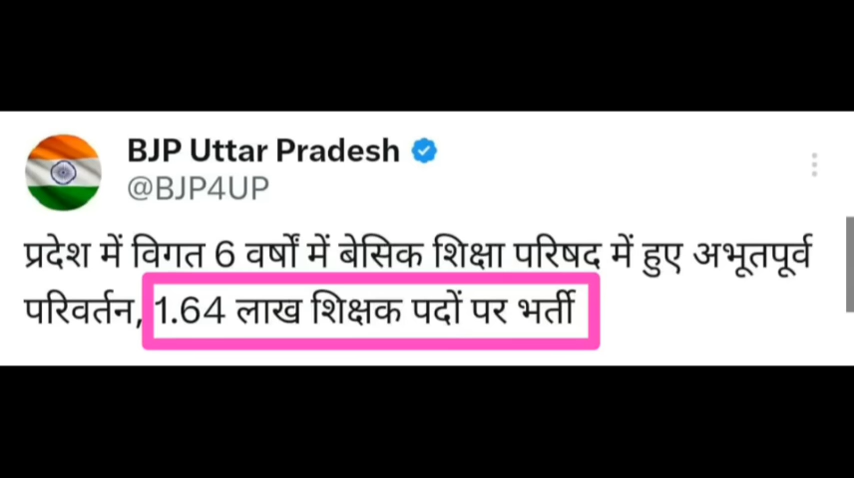 BJP Uttar Pradesh
@BJP4UP
प्रदेश में विगत 6 वर्षों में बेसिक शिक्षा परिषद में हुए अभूतपूर्व
परिवर्तन, 1.64 लाख शिक्षक पदों पर भर्ती